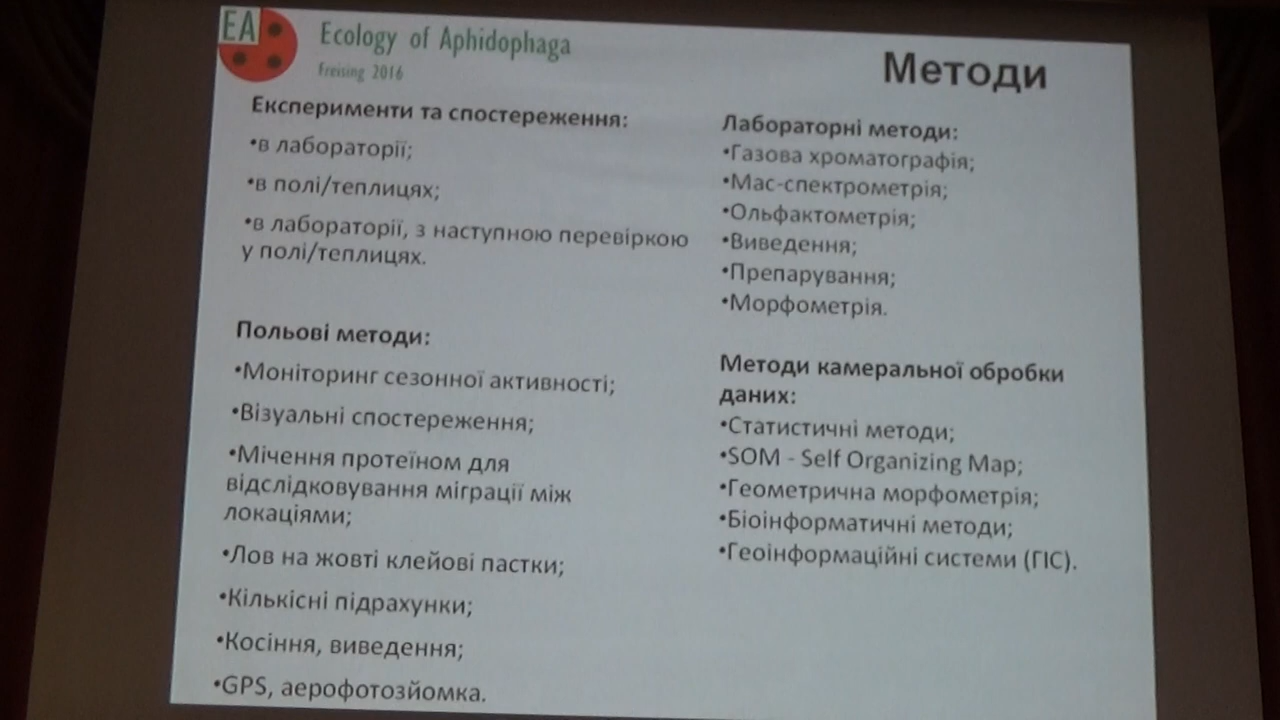 EA
Ecology of Aphidophaga
Freising 2016
Методи
Експерименти та спостереження:
•в лабораторії;
•в полі/теплицях;
•в лабораторії, з наступною перевіркою
у полі/теплицях.
Польові методи:
•Моніторинг сезонної активності;
•Візуальні спостереження;
•Мічення протеїном для
відслідковування міграції між
локаціями;
•Лов на жовті клейові пастки;
•Кількісні підрахунки;
•Косіння, виведення;
•GPS, аерофотозйомка.
Лабораторні методи:
•Газова хроматографія;
•Мас-спектрометрія;
•Ольфактометрія;
•Виведення;
•Препарування;
•Морфометрія.
Методи камеральної обробки
даних:
•Статистичні методи;
•SOM - Self Organizing Map;
•Геометрична морфометрія;
•Біоінформатичні методи;
•Геоінформаційні системи (ГІС).